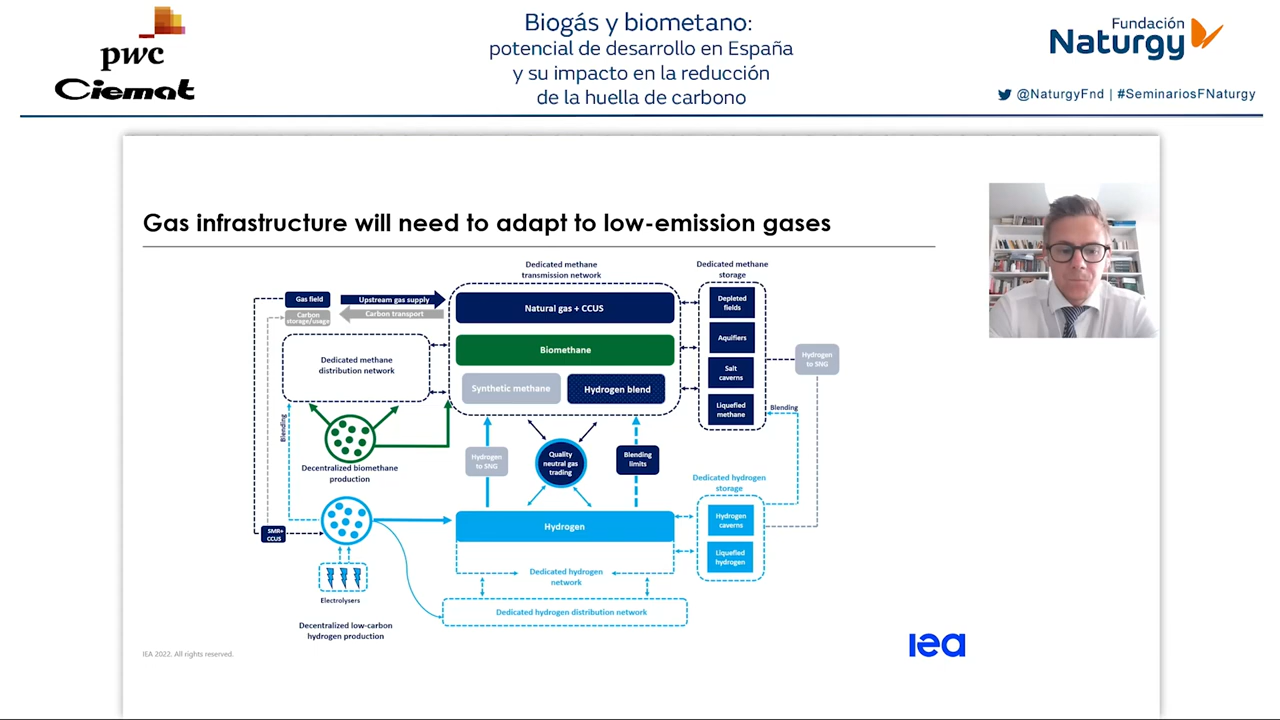 pwc
Ciemat
Biogás y biometano:
potencial de desarrollo en España
y su impacto en la reducción
de la huella de carbono
Fundación
Naturgy
@NaturgyFnd | #SeminariosFNaturgy
Gas infrastructure will need to adapt to low-emission gases
Dedicated methane
transmission network
Dedicated methane
storage
Gas field
Upstream gas supply
Carbon
storage/usage
Carbon transport
Natural gas + CCUS
Biomethane
Synthetic methane
Hydrogen blend
Depleted
fields
Aquifiers
Salt
caverns
Liquefied
methane
Hydrogen
to SNG
Dedicated methane
distribution network
Blending
Blending
Decentralized biomethane
production
Hydrogen
to SNG
Quality
neutral gas
trading
Blending
limits
Dedicated hydrogen
storage
Hydrogen
caverns
Liquefied
hydrogen
Hydrogen
SMR+
CCUS
Dedicated hydrogen
network
Electrolysers
Dedicated hydrogen distribution network
Decentralized low-carbon
hydrogen production
IEA 2022. All rights reserved.
iea